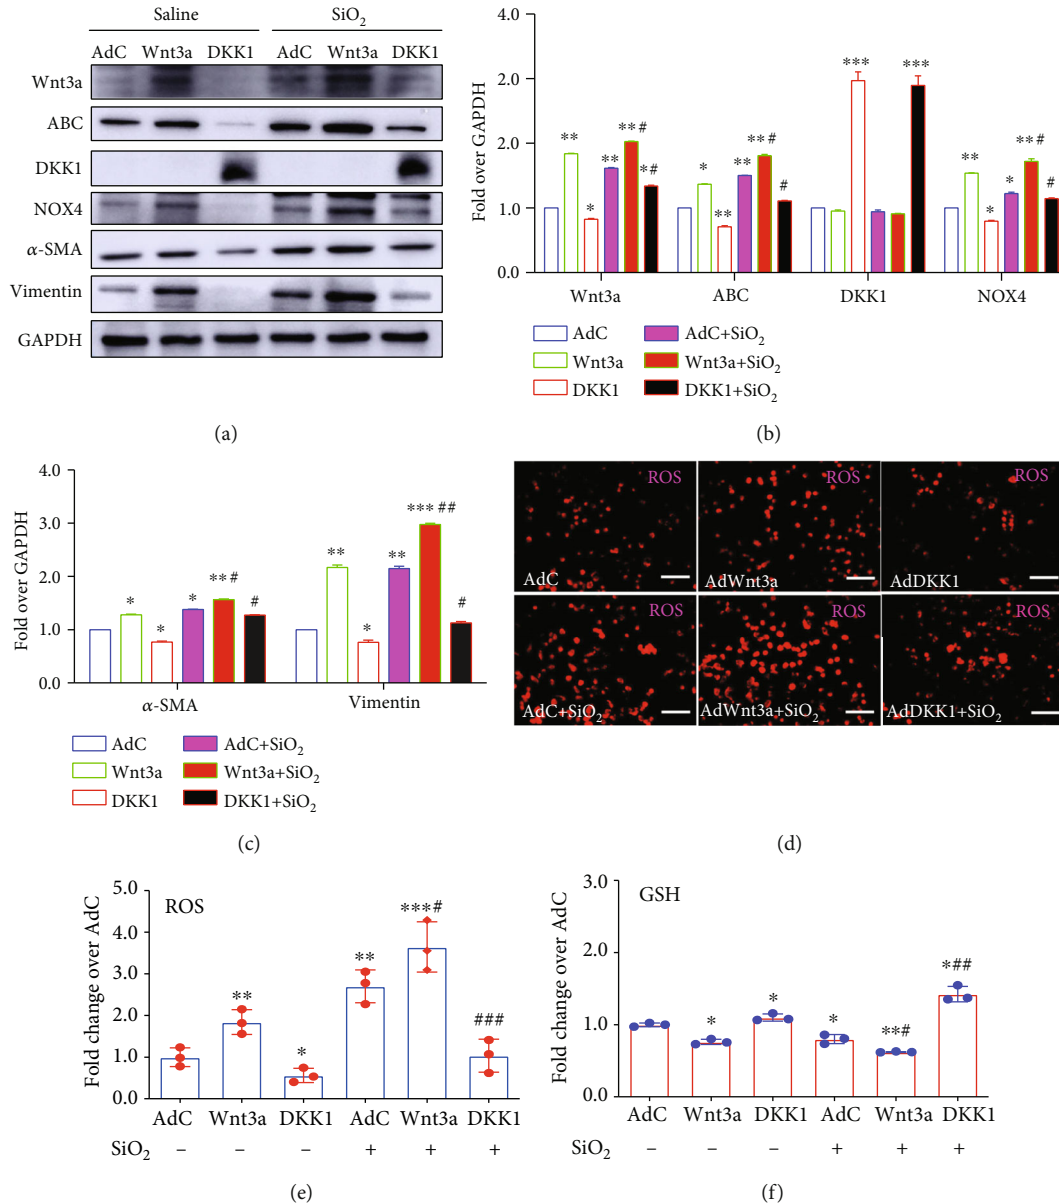 Saline SiO₂
AdC Wnt3a DKK1 AdC Wnt3a DKK1
Wnt3a
ABC
DKK1
NOX4
α-SMA
Vimentin
GAPDH
(a)
Fold over GAPDH
2.0
2.0
1.0
0.0
** * ** **# *#
* ** ** **# #
*** ***
** * * **# #
Wnt3a ABC DKK1 NOX4
AdC AdC+SiO₂
Wnt3a Wnt3a+SiO₂
DKK1 DKK1+SiO₂
(b)
Fold over GAPDH
4.0
3.0
2.0
1.0
0.0
* * * **# #
** * ** ***## #
α-SMA Vimentin
AdC AdC+SiO₂
Wnt3a Wnt3a+SiO₂
DKK1 DKK1+SiO₂
(c)
ROS ROS ROS
AdC AdWnt3a AdDKK1
ROS ROS ROS
AdC+SiO₂ AdWnt3a+SiO₂ AdDKK1+SiO₂
(d)
Fold change over AdC
5.0
4.0
3.0
2.0
1.0
0.0
ROS
** * ** ***# ###
AdC Wnt3a DKK1 AdC Wnt3a DKK1
SiO₂ – – – + + +
(e)
Fold change over AdC
3.0
2.0
1.0
0.0
GSH
* * * **# *##
AdC Wnt3a DKK1 AdC Wnt3a DKK1
SiO₂ – – – + + +
(f)